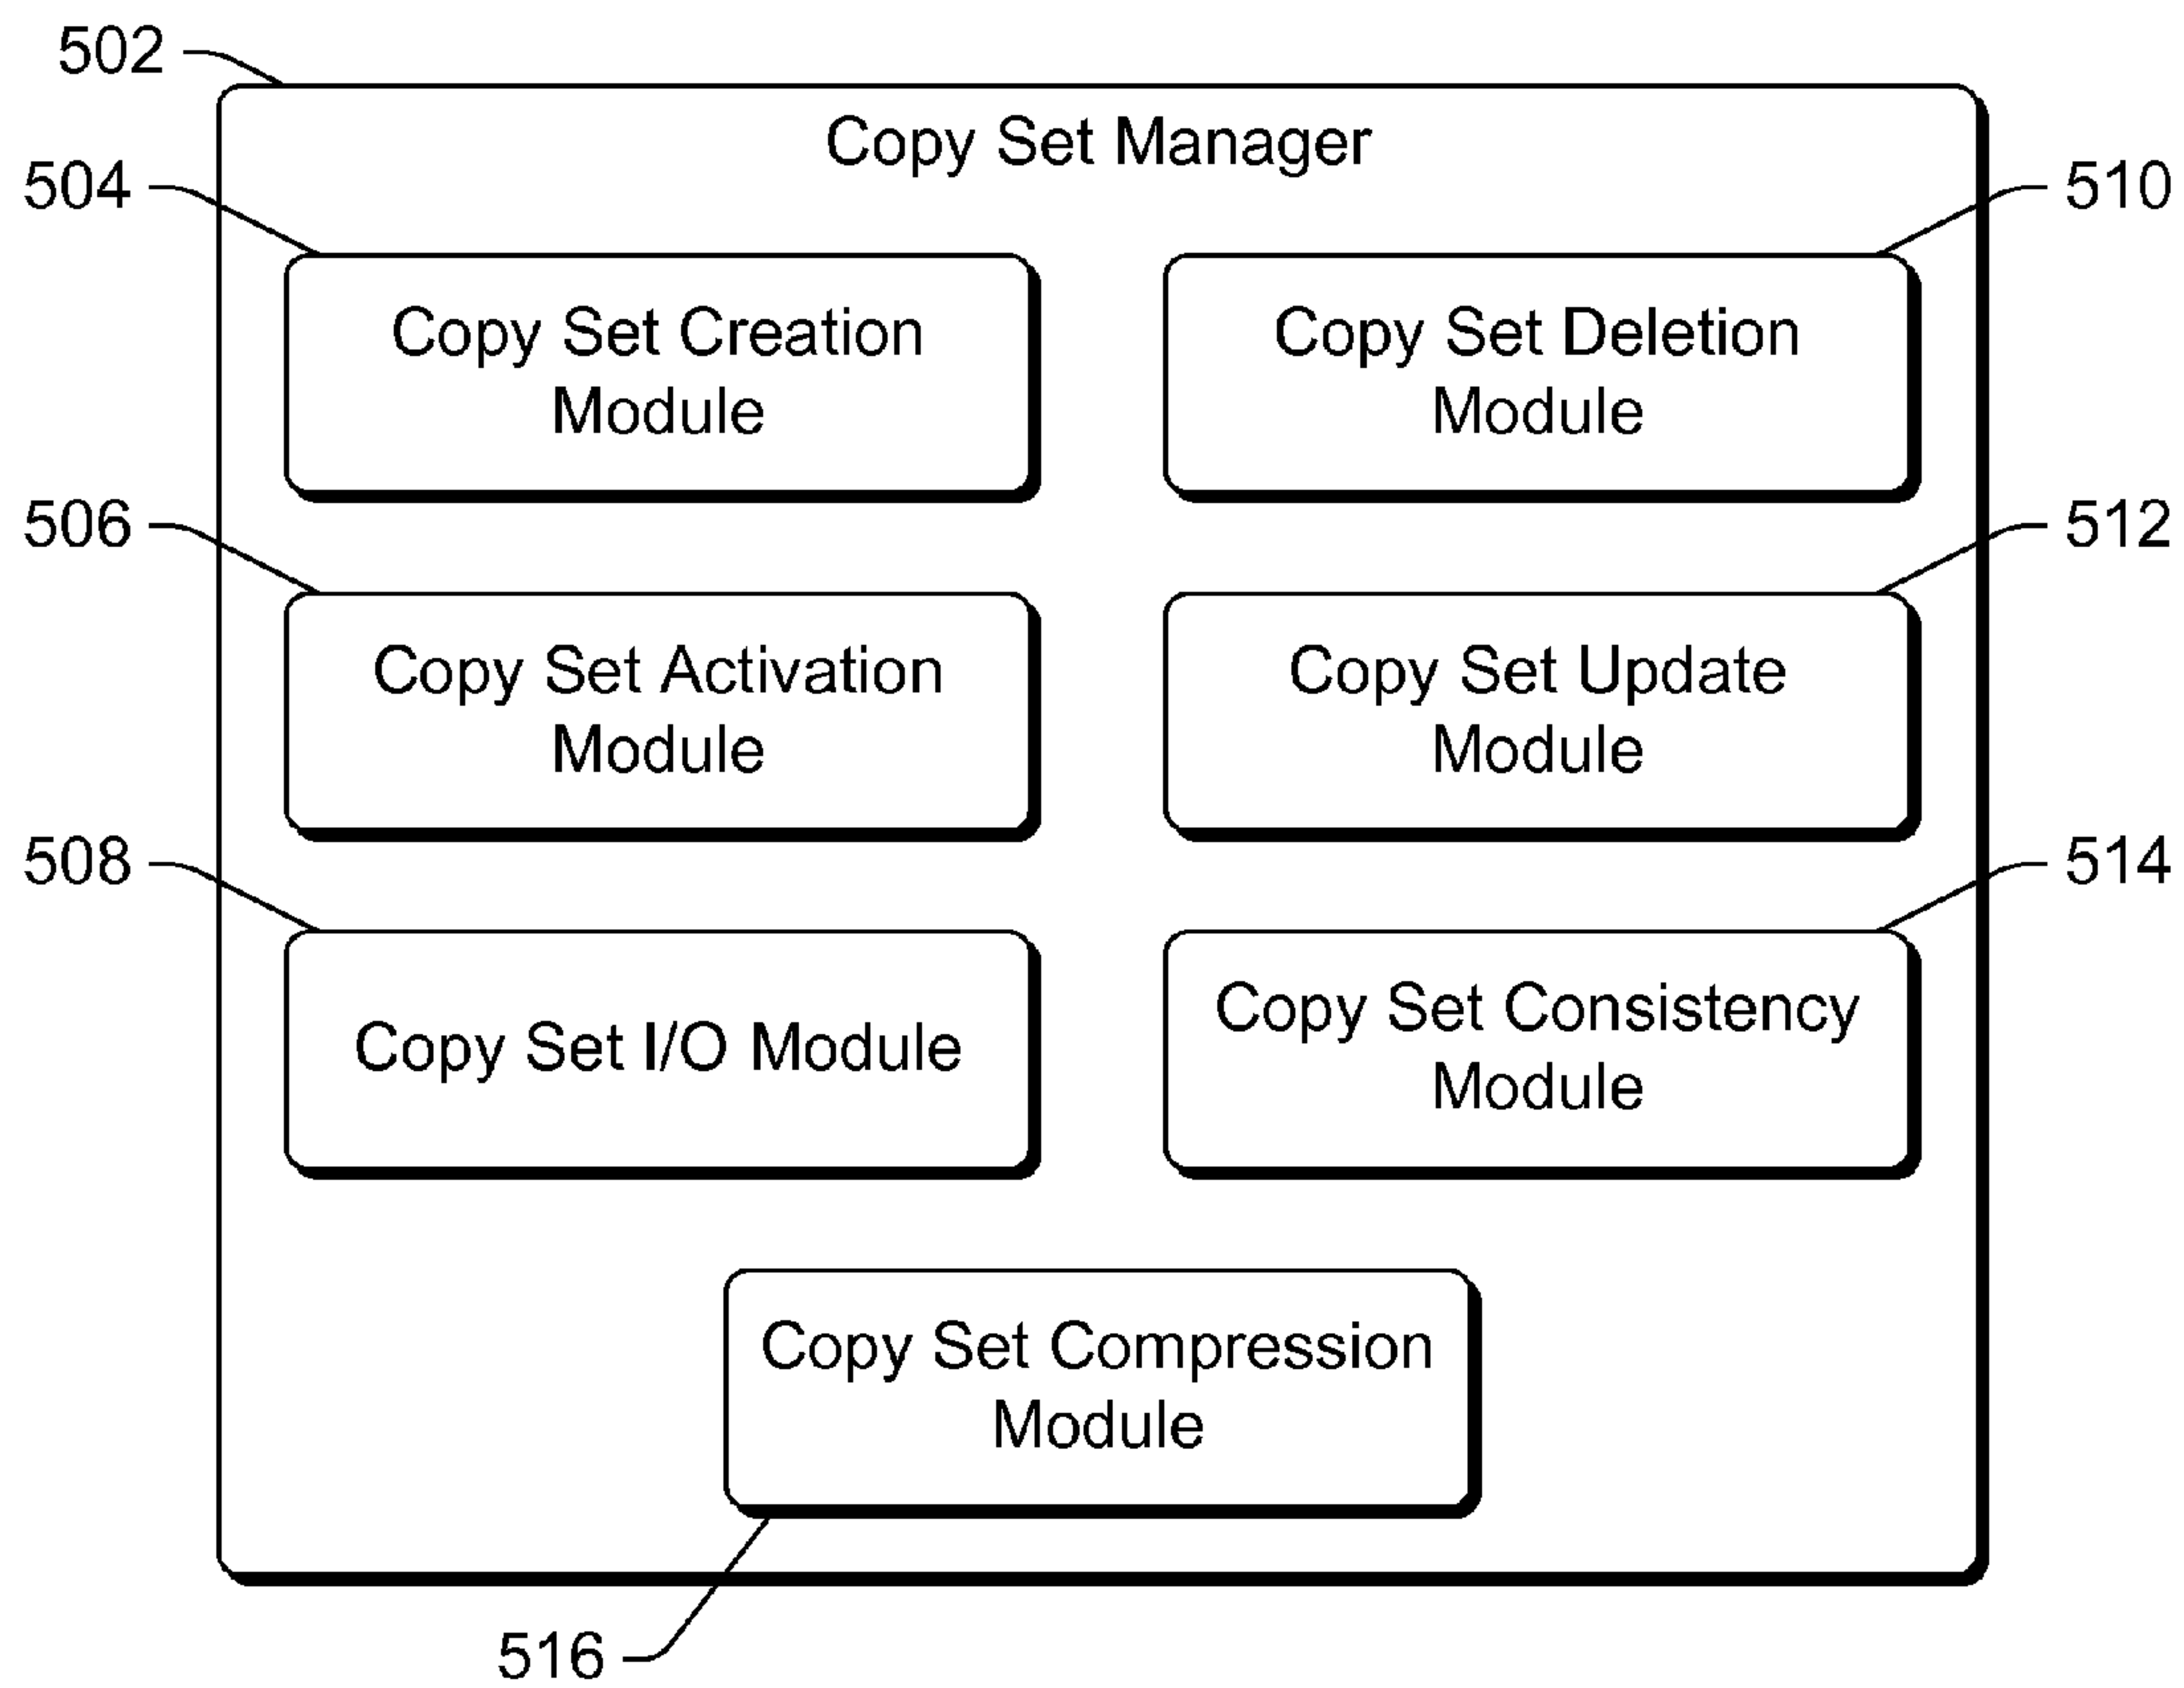 502
Copy Set Manager
504
510
Copy Set Creation
Module
Copy Set Deletion
Module
506
512
Copy Set Activation
Module
Copy Set Update
Module
508
514
Copy Set I/O Module
Copy Set Consistency
Module
Copy Set Compression
Module
516